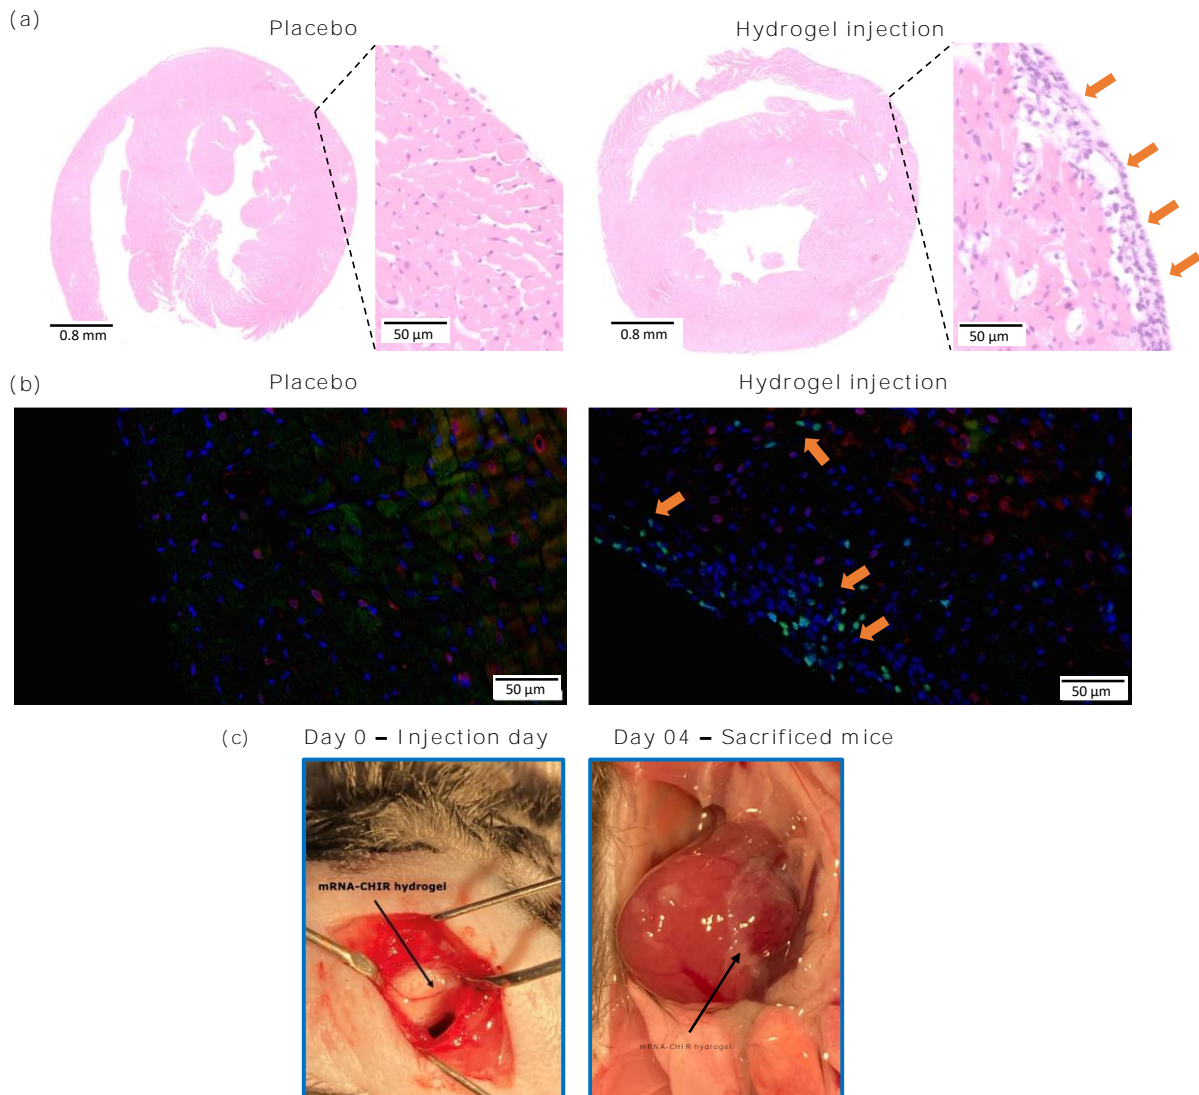 (a)
Placebo
Hydrogel injection
0.8 mm
50 µm
0.8 mm
50 µm
(b)
Placebo
Hydrogel injection
50 µm
50 µm
(c)
Day 0 – Injection day
Day 04 – Sacrificed mice
mRNA-CHIR hydrogel
mRNA-CHIR hydrogel